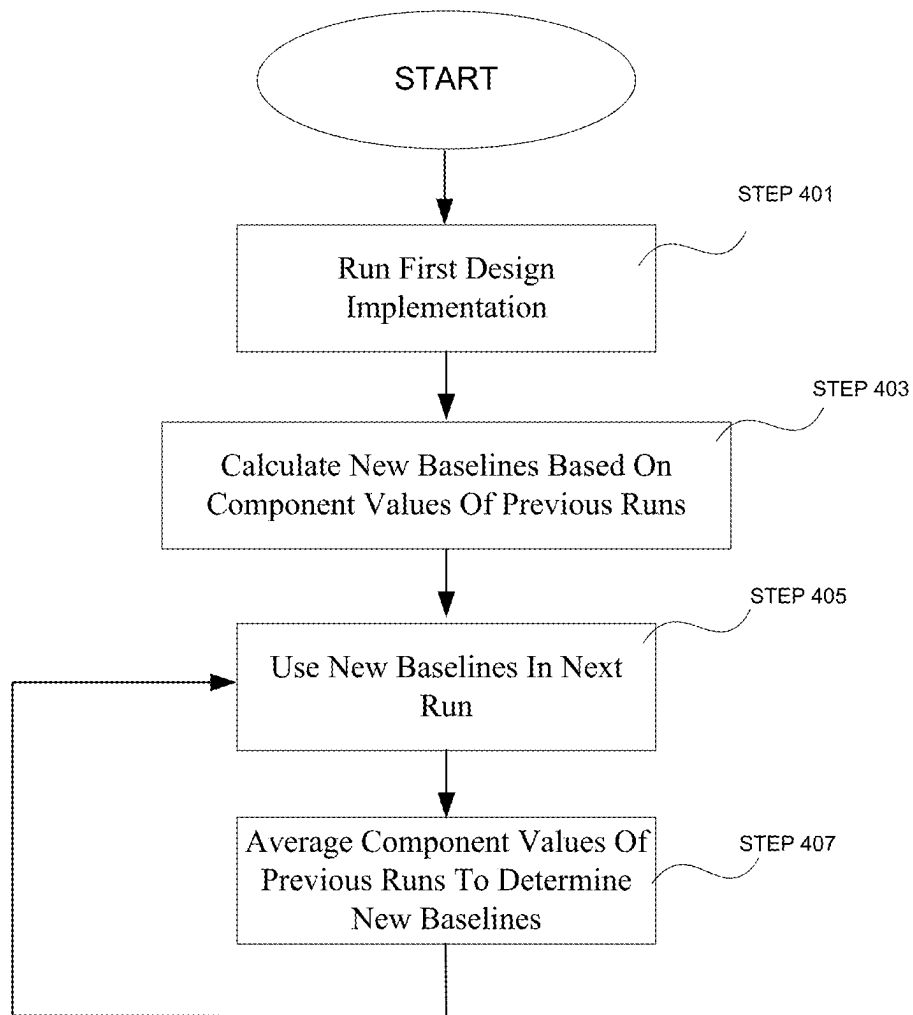 START
STEP 401
Run First Design
Implementation
STEP 403
Calculate New Baselines Based On
Component Values Of Previous Runs
STEP 405
Use New Baselines In Next
Run
STEP 407
Average Component Values Of
Previous Runs To Determine
New Baselines